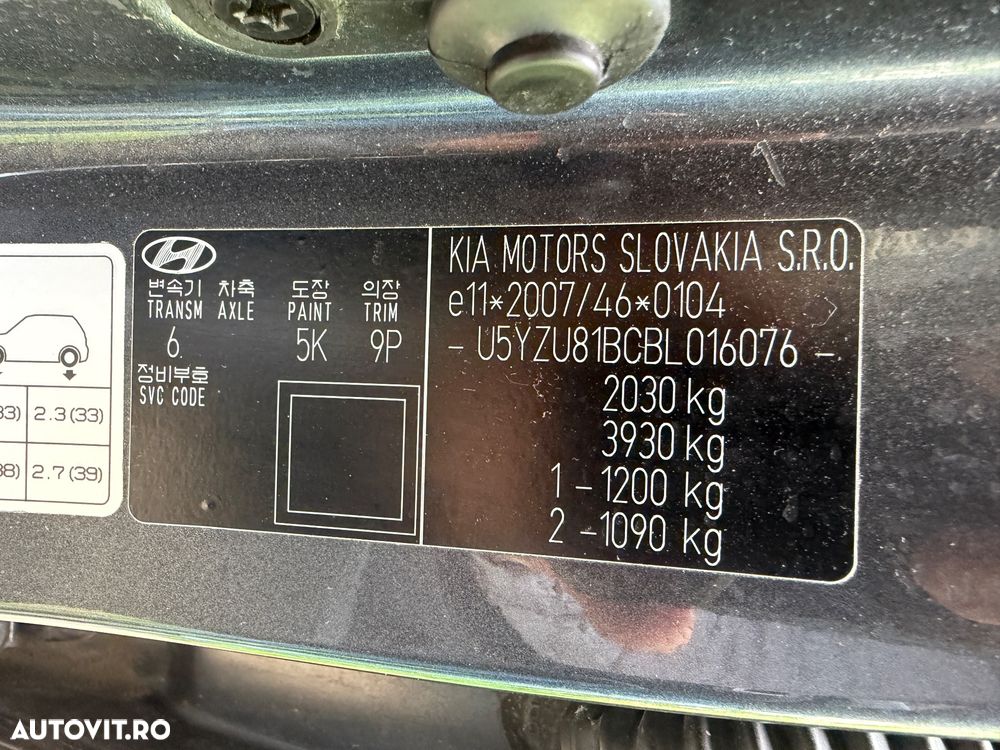 변속기 차축 도장 의장
TRANSM AXLE PAINT TRIM
6 5K 9P
정비부호
SVC CODE
KIA MOTORS SLOVAKIA S.R.O.
e11*2007/46*0104
- U5YZU81BCBL016076 -
2030 kg
3930 kg
1 - 1200 kg
2 - 1090 kg
33) 2.3 (33)
38) 2.7 (39)
AUTOVIT.RO